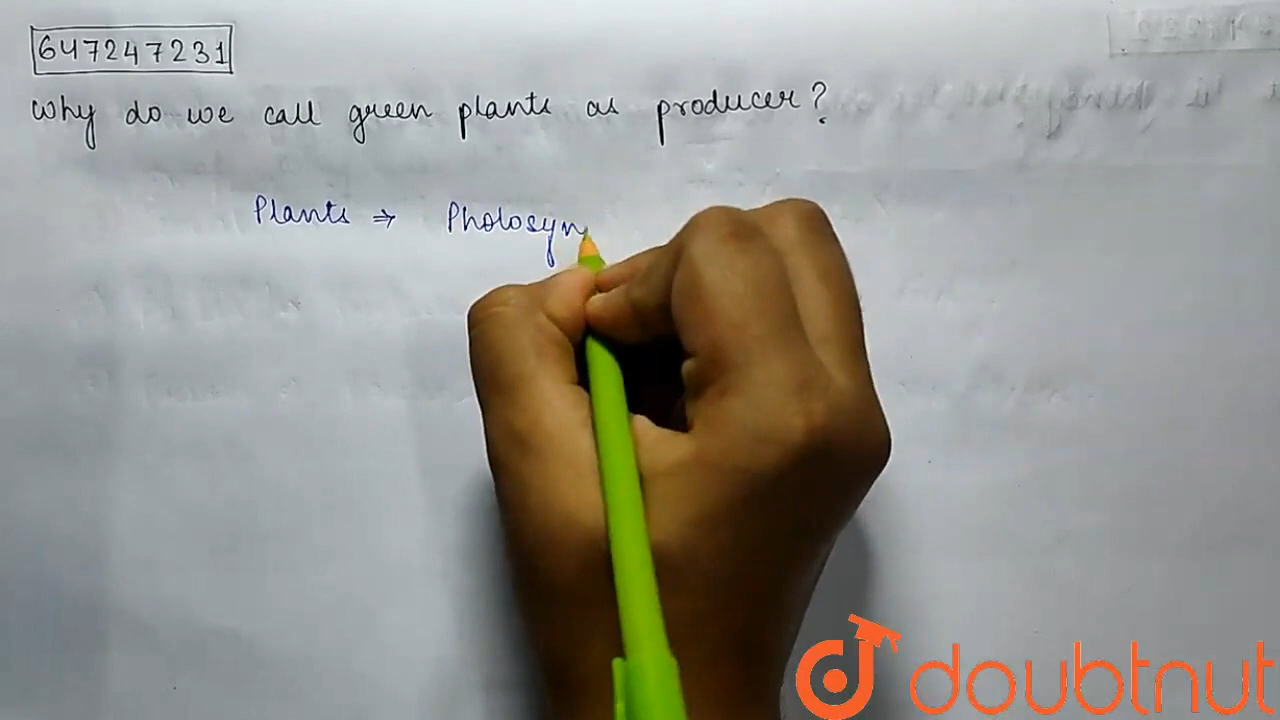 647247231
Why do we call green plants as producer?
Plants ⇒ Photosyn
doubtnut